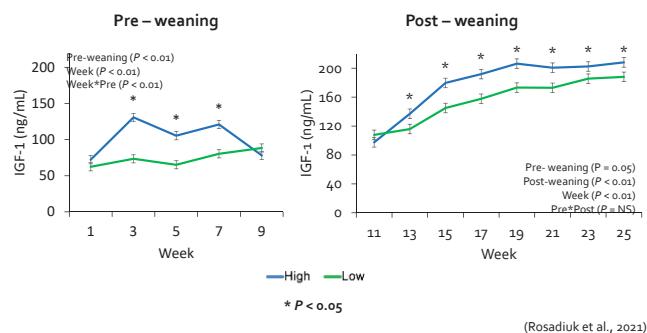 Pre – weaning
Post – weaning
Pre-weaning (P < 0.01)
Week (P < 0.01)
Week*Pre (P < 0.01)
IGF-1 (ng/mL)
200
150
100
50
0
* * *
1 3 5 7 9
Week
IGF-1 (ng/mL)
200
160
120
80
40
0
* * * * * * *
Pre- weaning (P = 0.05)
Post-weaning (P < 0.01)
Week (P < 0.01)
Pre*Post (P = NS)
11 13 15 17 19 21 23 25
Week
High Low
* P < 0.05
(Rosadiuk et al., 2021)